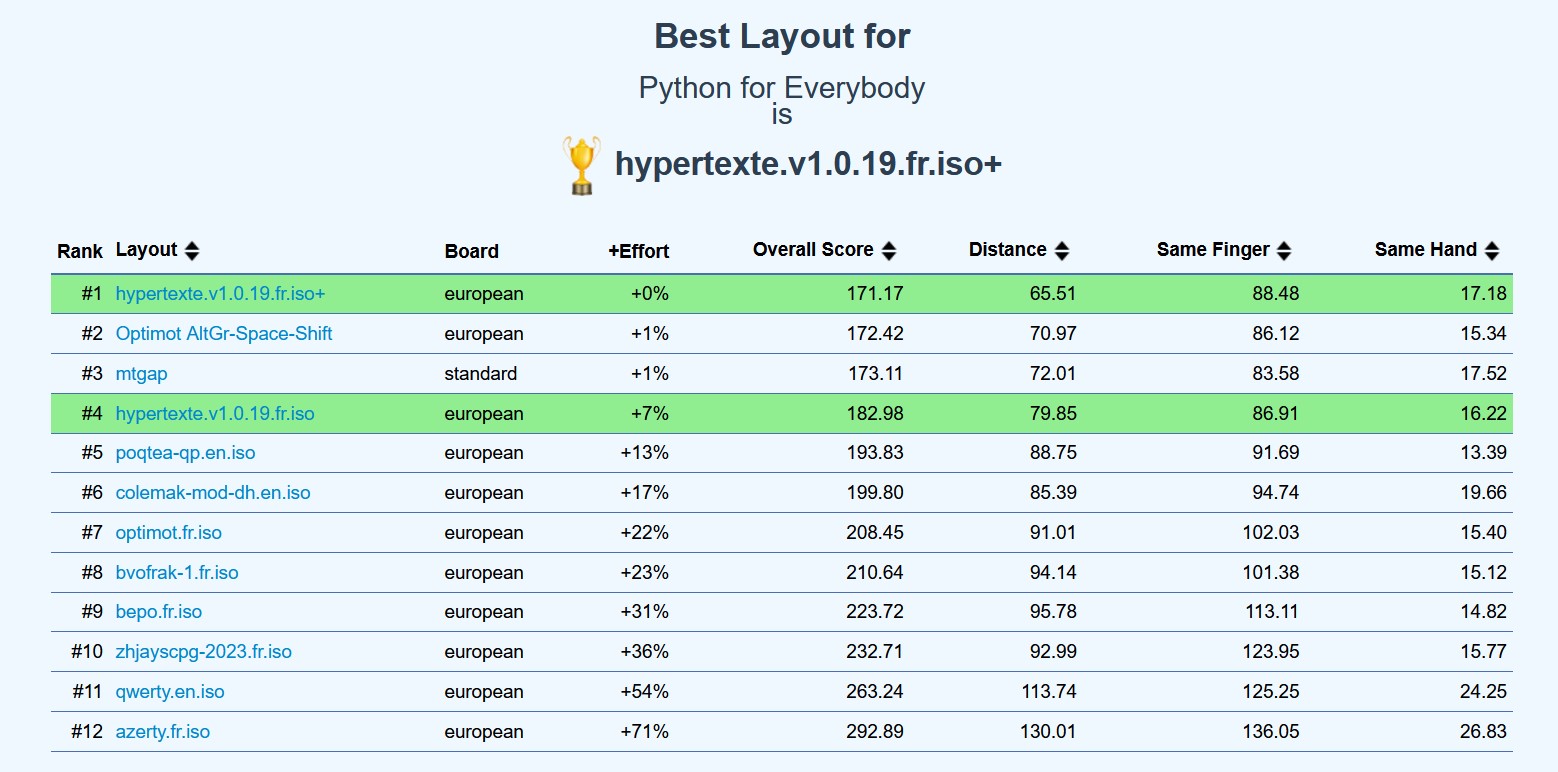 Best Layout for
Python for Everybody
is
hypertexte.v1.0.19.fr.iso+
Rank Layout Board +Effort Overall Score Distance Same Finger Same Hand
#1 hypertexte.v1.0.19.fr.iso+ european +0% 171.17 65.51 88.48 17.18
#2 Optimot AltGr-Space-Shift european +1% 172.42 70.97 86.12 15.34
#3 mtgap standard +1% 173.11 72.01 83.58 17.52
#4 hypertexte.v1.0.19.fr.iso european +7% 182.98 79.85 86.91 16.22
#5 poqtea-qp.en.iso european +13% 193.83 88.75 91.69 13.39
#6 colemak-mod-dh.en.iso european +17% 199.80 85.39 94.74 19.66
#7 optimot.fr.iso european +22% 208.45 91.01 102.03 15.40
#8 bvofrak-1.fr.iso european +23% 210.64 94.14 101.38 15.12
#9 bepo.fr.iso european +31% 223.72 95.78 113.11 14.82
#10 zhjayscpg-2023.fr.iso european +36% 232.71 92.99 123.95 15.77
#11 qwerty.en.iso european +54% 263.24 113.74 125.25 24.25
#12 azerty.fr.iso european +71% 292.89 130.01 136.05 26.83